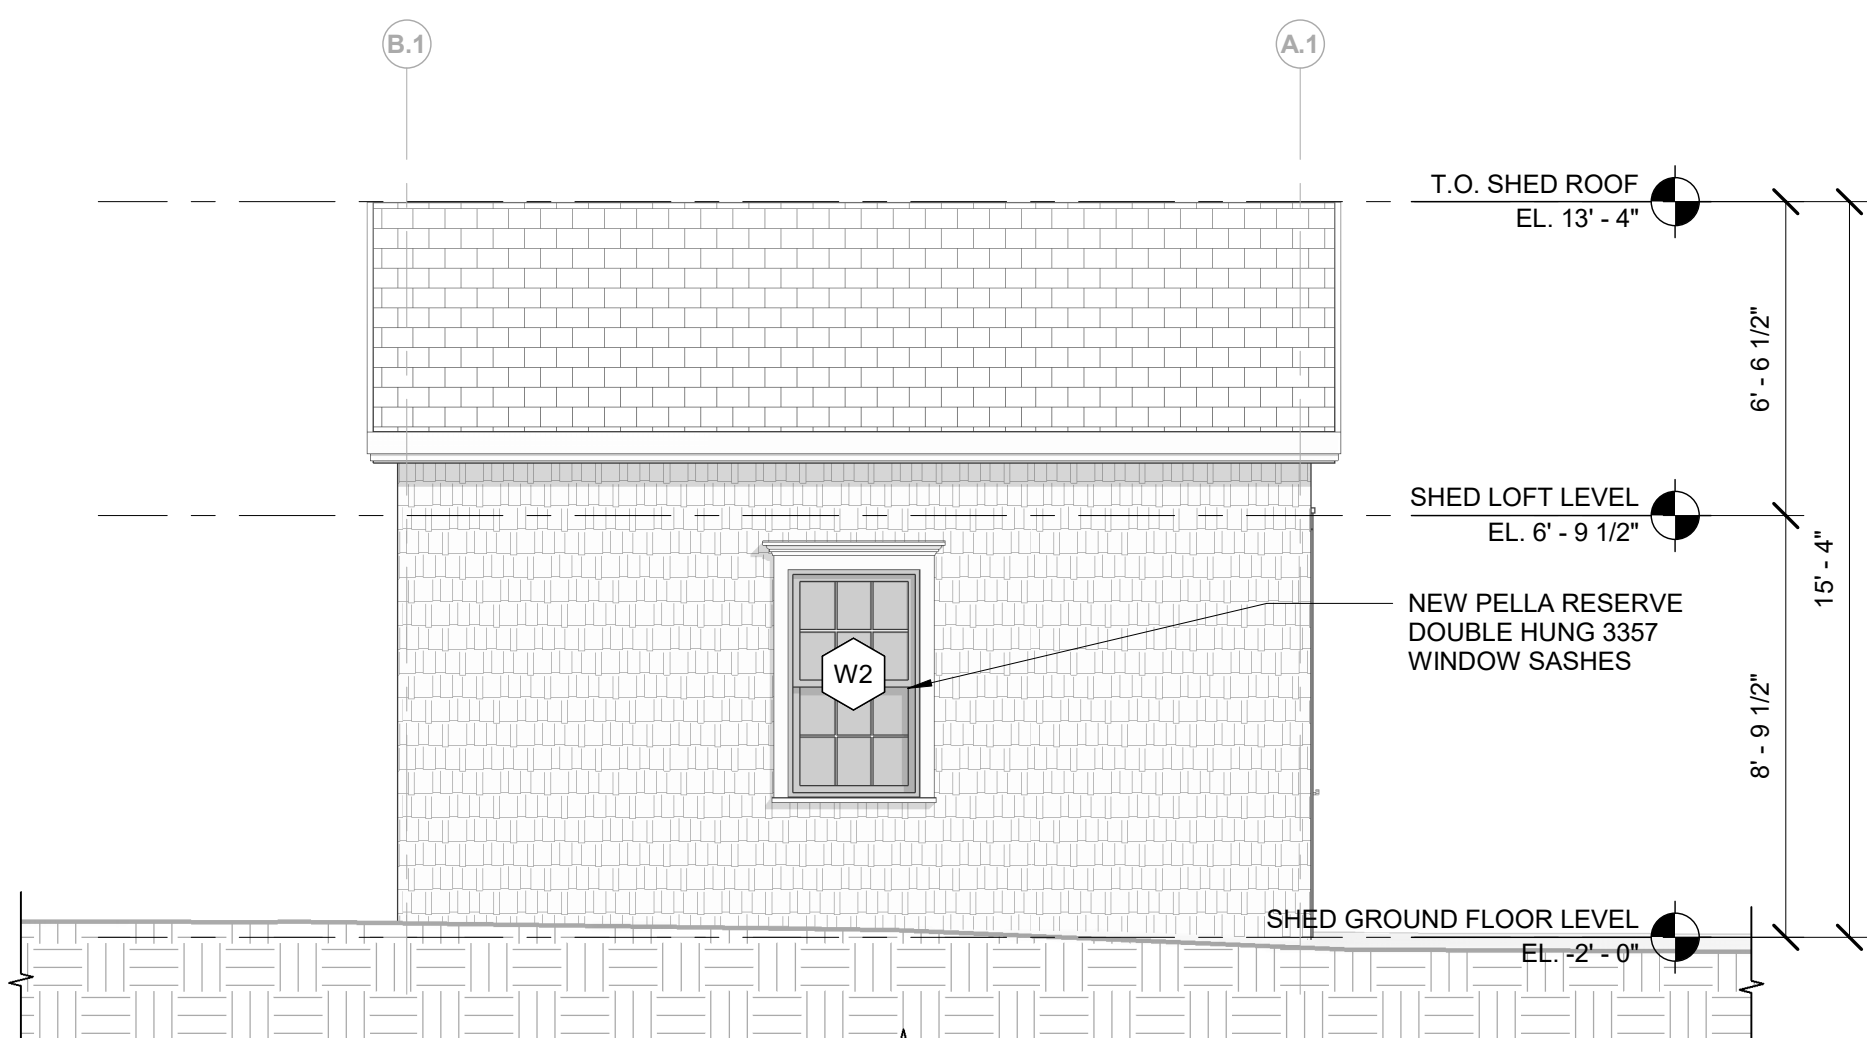 B.1
A.1
T.O. SHED ROOF
EL. 13' - 4"
6' - 6 1/2"
SHED LOFT LEVEL
EL. 6' - 9 1/2"
15' - 4"
NEW PELLA RESERVE
DOUBLE HUNG 3357
WINDOW SASHES
W2
8' - 9 1/2"
SHED GROUND FLOOR LEVEL
EL. -2' - 0"